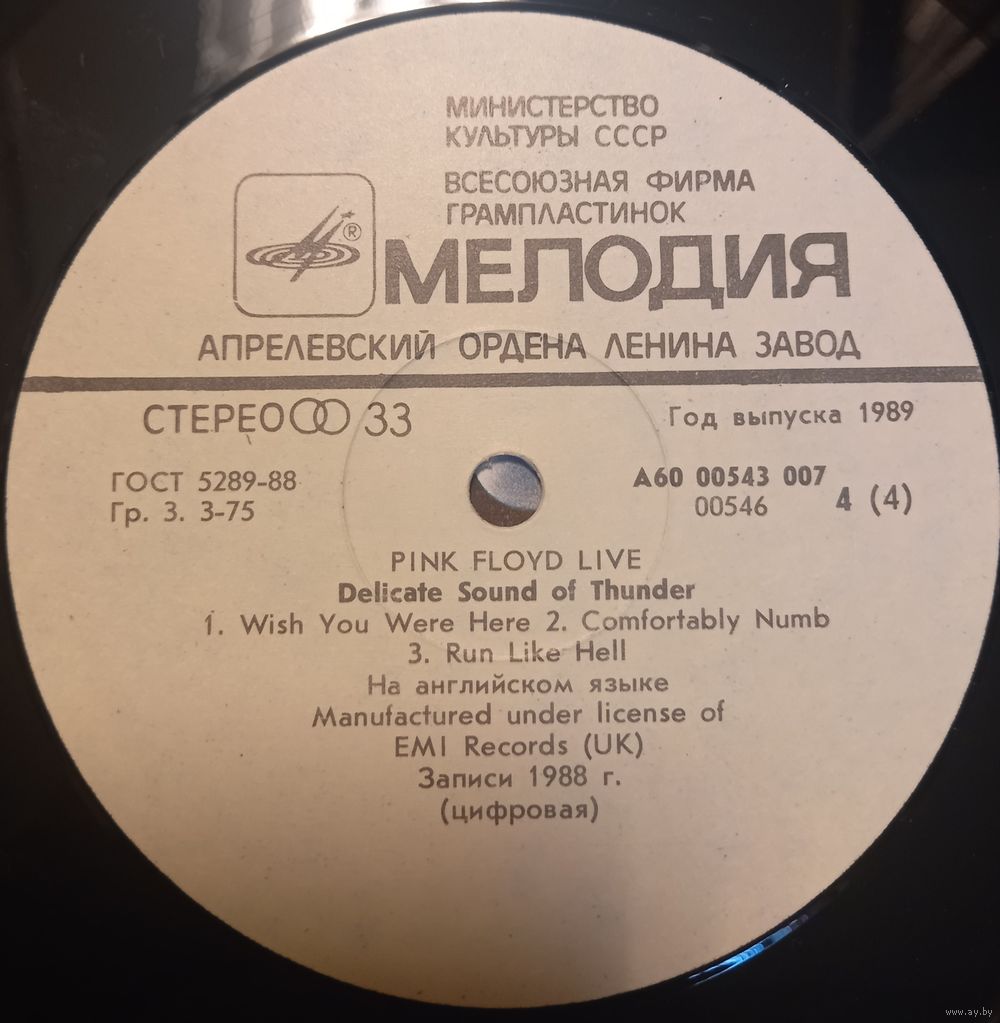 МИНИСТЕРСТВО
КУЛЬТУРЫ СССР
ВСЕСОЮЗНАЯ ФИРМА
ГРАМПЛАСТИНОК
®
МЕЛОДИЯ
АПРЕЛЕВСКИЙ ОРДЕНА ЛЕНИНА ЗАВОД
СТЕРЕО 33
Год выпуска 1989
ГОСТ 5289-88
Гр. 3. 3-75
А60 00543 007
00546
4 (4)
PINK FLOYD LIVE
Delicate Sound of Thunder
1. Wish You Were Here 2. Comfortably Numb
3. Run Like Hell
На английском языке
Manufactured under license of
EMI Records (UK)
Записи 1988 г.
(цифровая)
www.ay.by